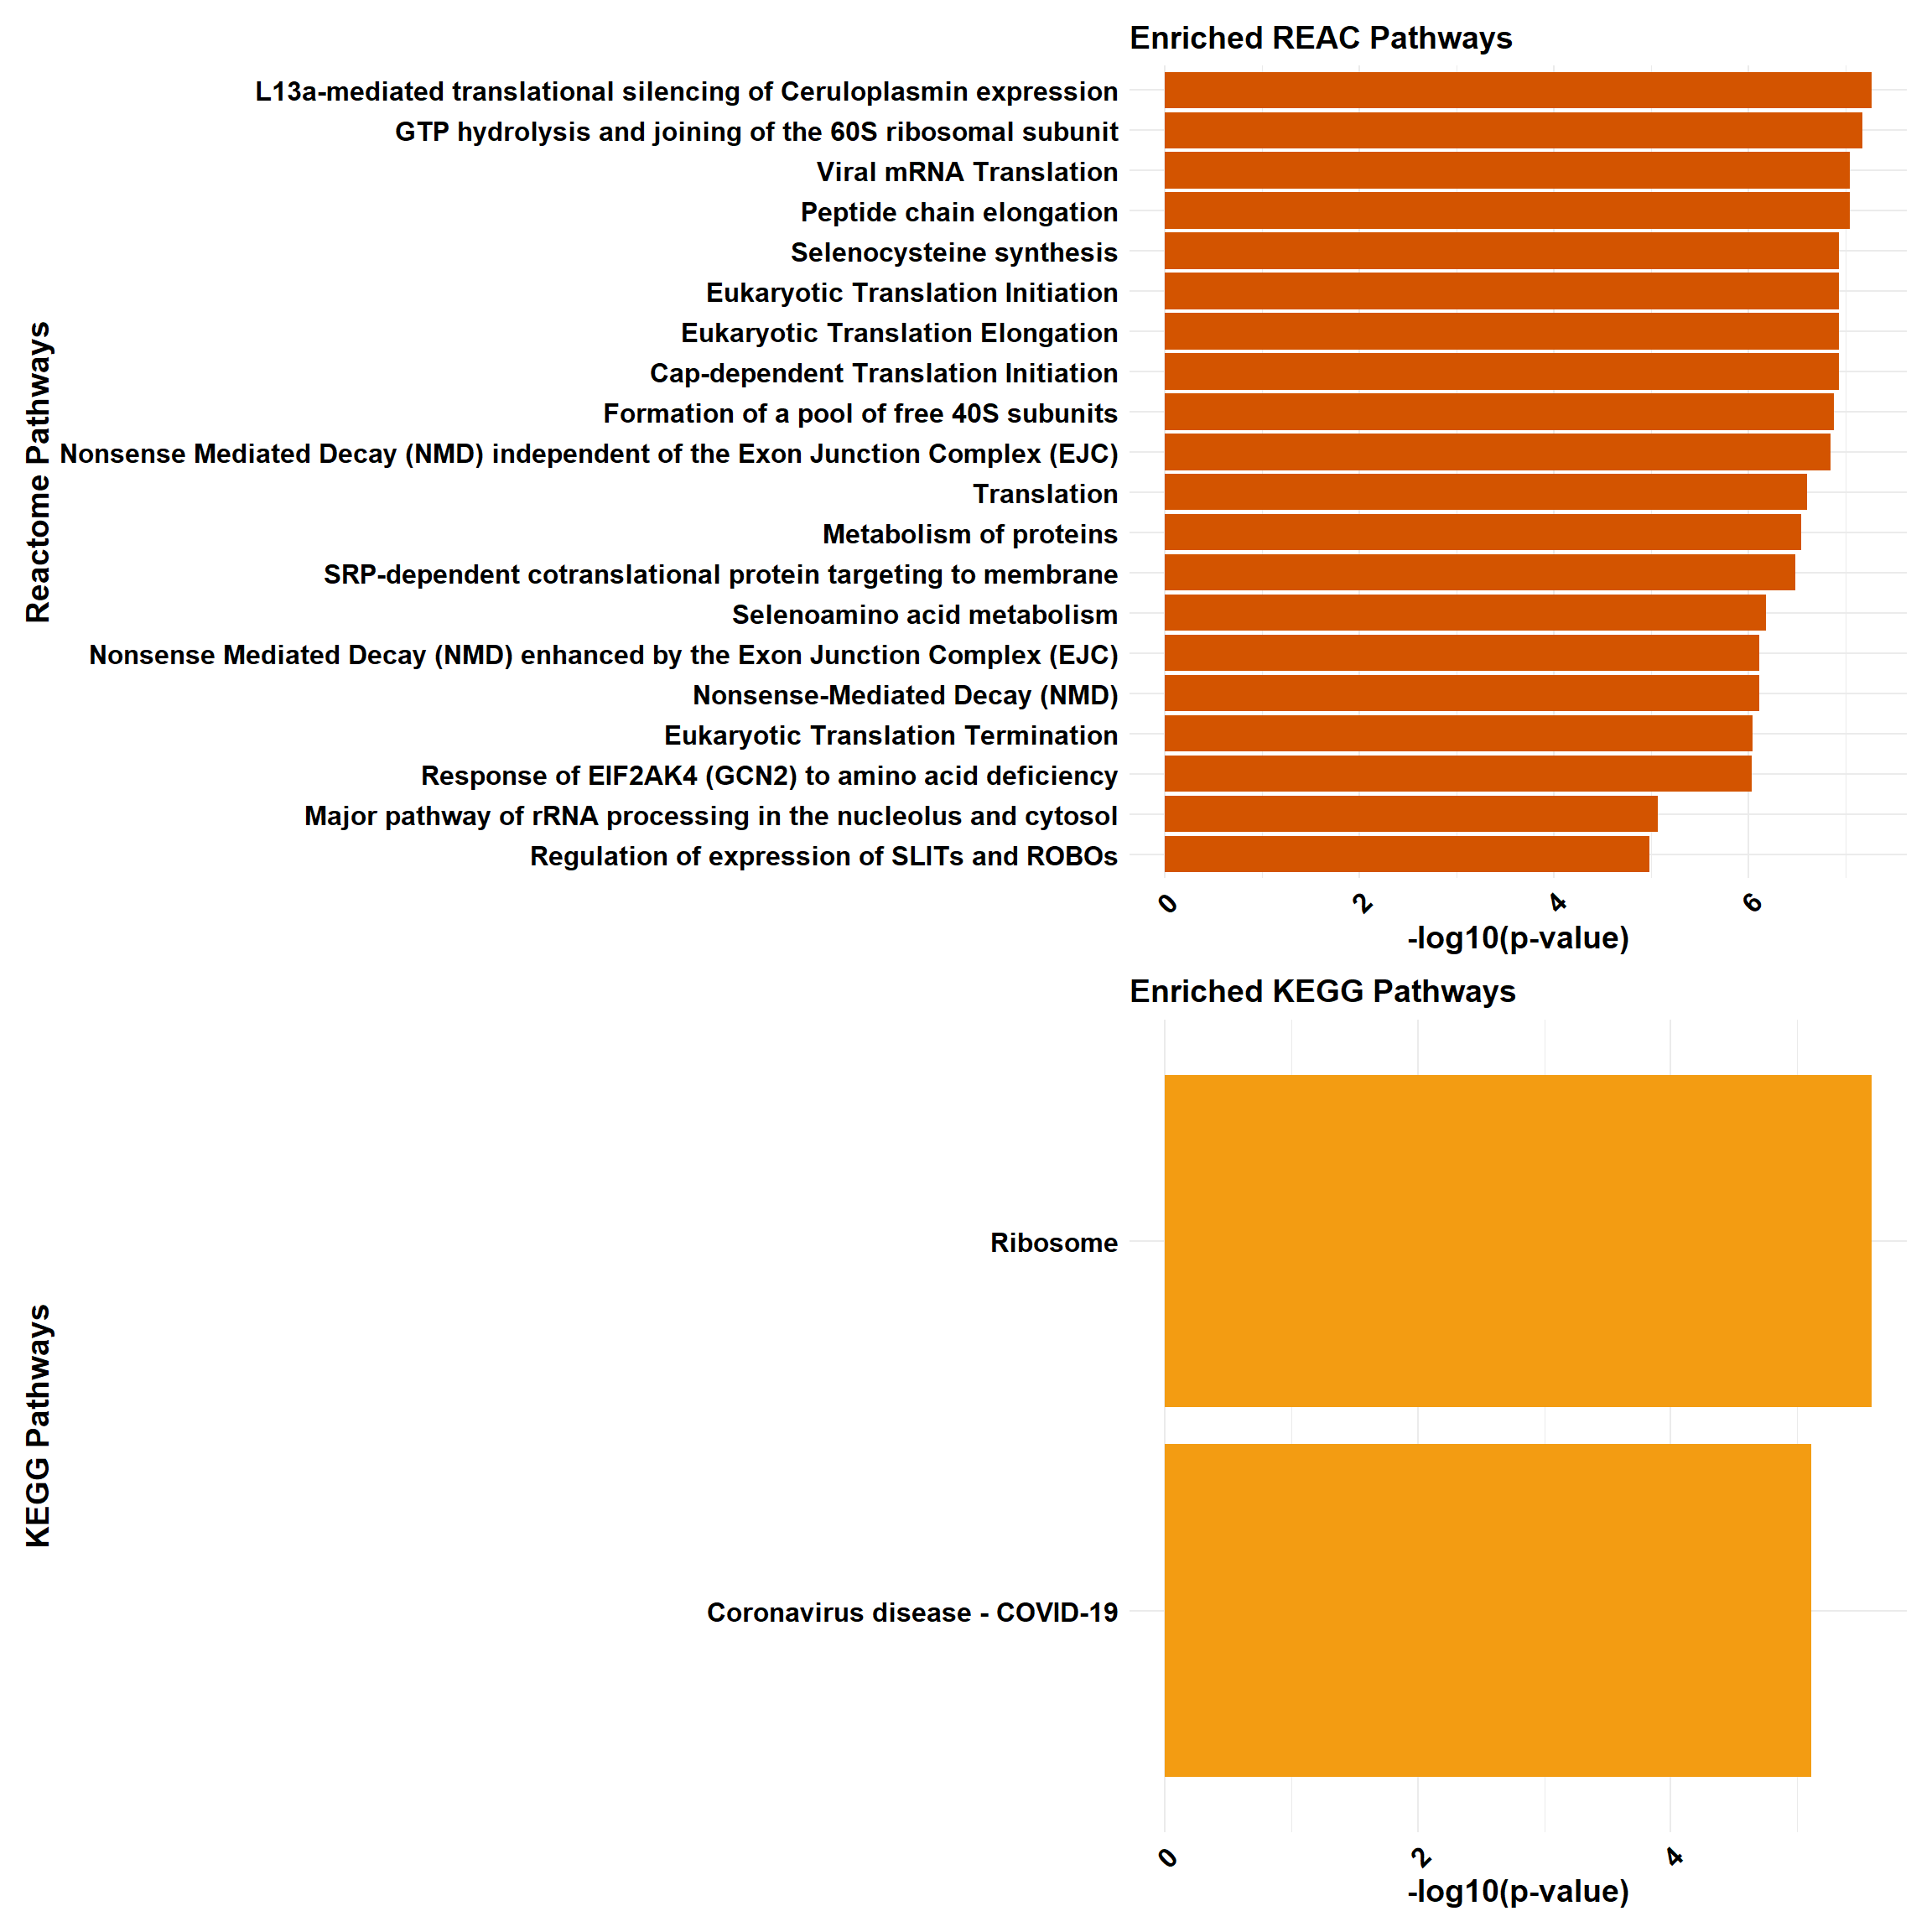 Enriched REAC Pathways
Reactome Pathways
L13a-mediated translational silencing of Ceruloplasmin expression
GTP hydrolysis and joining of the 60S ribosomal subunit
Viral mRNA Translation
Peptide chain elongation
Selenocysteine synthesis
Eukaryotic Translation Initiation
Eukaryotic Translation Elongation
Cap-dependent Translation Initiation
Formation of a pool of free 40S subunits
Nonsense Mediated Decay (NMD) independent of the Exon Junction Complex (EJC)
Translation
Metabolism of proteins
SRP-dependent cotranslational protein targeting to membrane
Selenoamino acid metabolism
Nonsense Mediated Decay (NMD) enhanced by the Exon Junction Complex (EJC)
Nonsense-Mediated Decay (NMD)
Eukaryotic Translation Termination
Response of EIF2AK4 (GCN2) to amino acid deficiency
Major pathway of rRNA processing in the nucleolus and cytosol
Regulation of expression of SLITs and ROBOs
0 2 4 6
-log10(p-value)
Enriched KEGG Pathways
KEGG Pathways
Ribosome
Coronavirus disease - COVID-19
0 2 4
-log10(p-value)